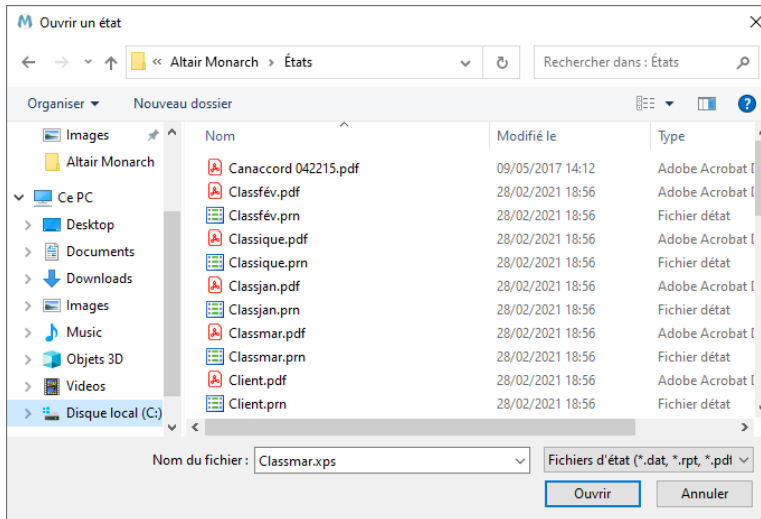 Ouvrir un état
« Altair Monarch > États
Rechercher dans : États
Organiser
Nouveau dossier
Images
Altair Monarch
Ce PC
Desktop
Documents
Downloads
Images
Music
Objets 3D
Videos
Disque local (C:)
Nom Modifié le Type
Canaccord 042215.pdf 09/05/2017 14:12 Adobe Acrobat D
Classfév.pdf 28/02/2021 18:56 Adobe Acrobat D
Classfév.prn 28/02/2021 18:56 Fichier détat
Classique.pdf 28/02/2021 18:56 Adobe Acrobat D
Classique.prn 28/02/2021 18:56 Fichier détat
Classjan.pdf 28/02/2021 18:56 Adobe Acrobat D
Classjan.prn 28/02/2021 18:56 Fichier détat
Classmar.pdf 28/02/2021 18:56 Adobe Acrobat D
Classmar.prn 28/02/2021 18:56 Fichier détat
Client.pdf 28/02/2021 18:56 Adobe Acrobat D
Client.prn 28/02/2021 18:56 Fichier détat
Nom du fichier : Classmar.xps Fichiers d'état (*.dat, *.rpt, *.pdf
Ouvrir Annuler